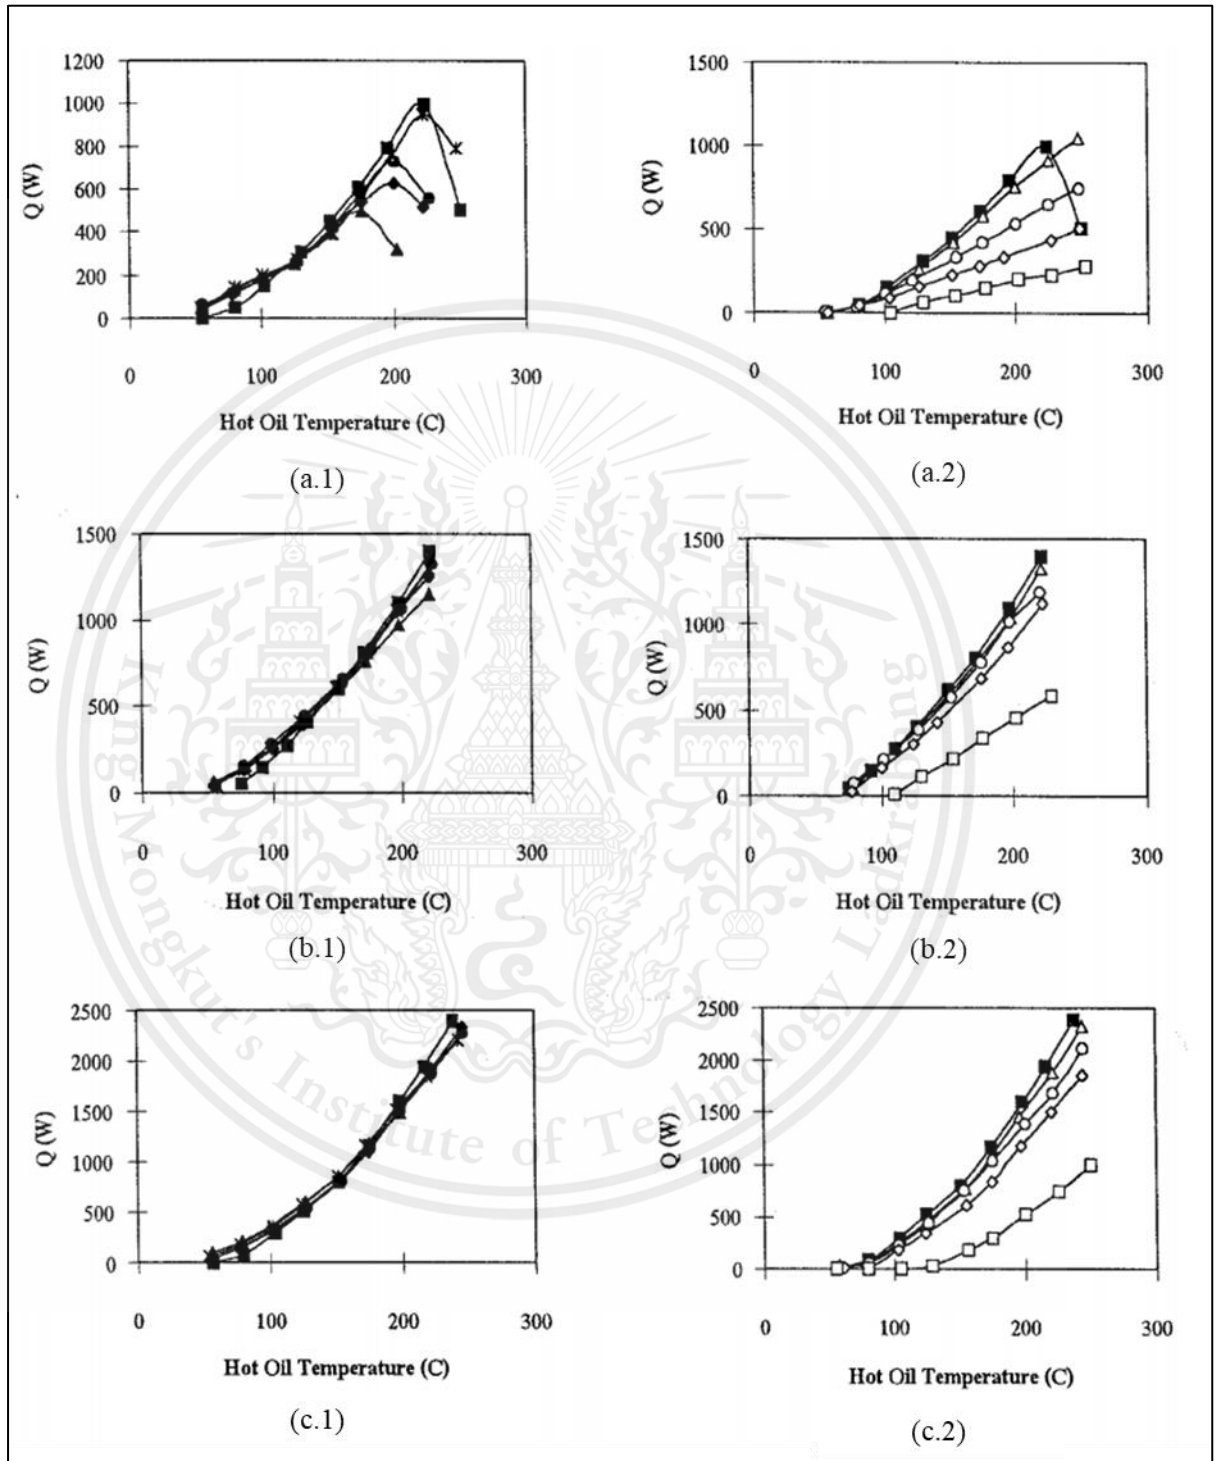 1200
1000
800
600
400
200
0
Q (W)
0 100 200 300
Hot Oil Temperature (C)
(a.1)
1500
1000
500
0
Q (W)
0 100 200 300
Hot Oil Temperature (C)
(a.2)
1500
1000
500
0
Q (W)
0 100 200 300
Hot Oil Temperature (C)
(b.1)
1500
1000
500
0
Q (W)
0 100 200 300
Hot Oil Temperature (C)
(b.2)
2500
2000
1500
1000
500
0
Q (W)
0 100 200 300
Hot Oil Temperature (C)
(c.1)
2500
2000
1500
1000
500
0
Q (W)
0 100 200 300
Hot Oil Temperature (C)
(c.2)
King Mongkut's Institute of Technology Ladkrabang